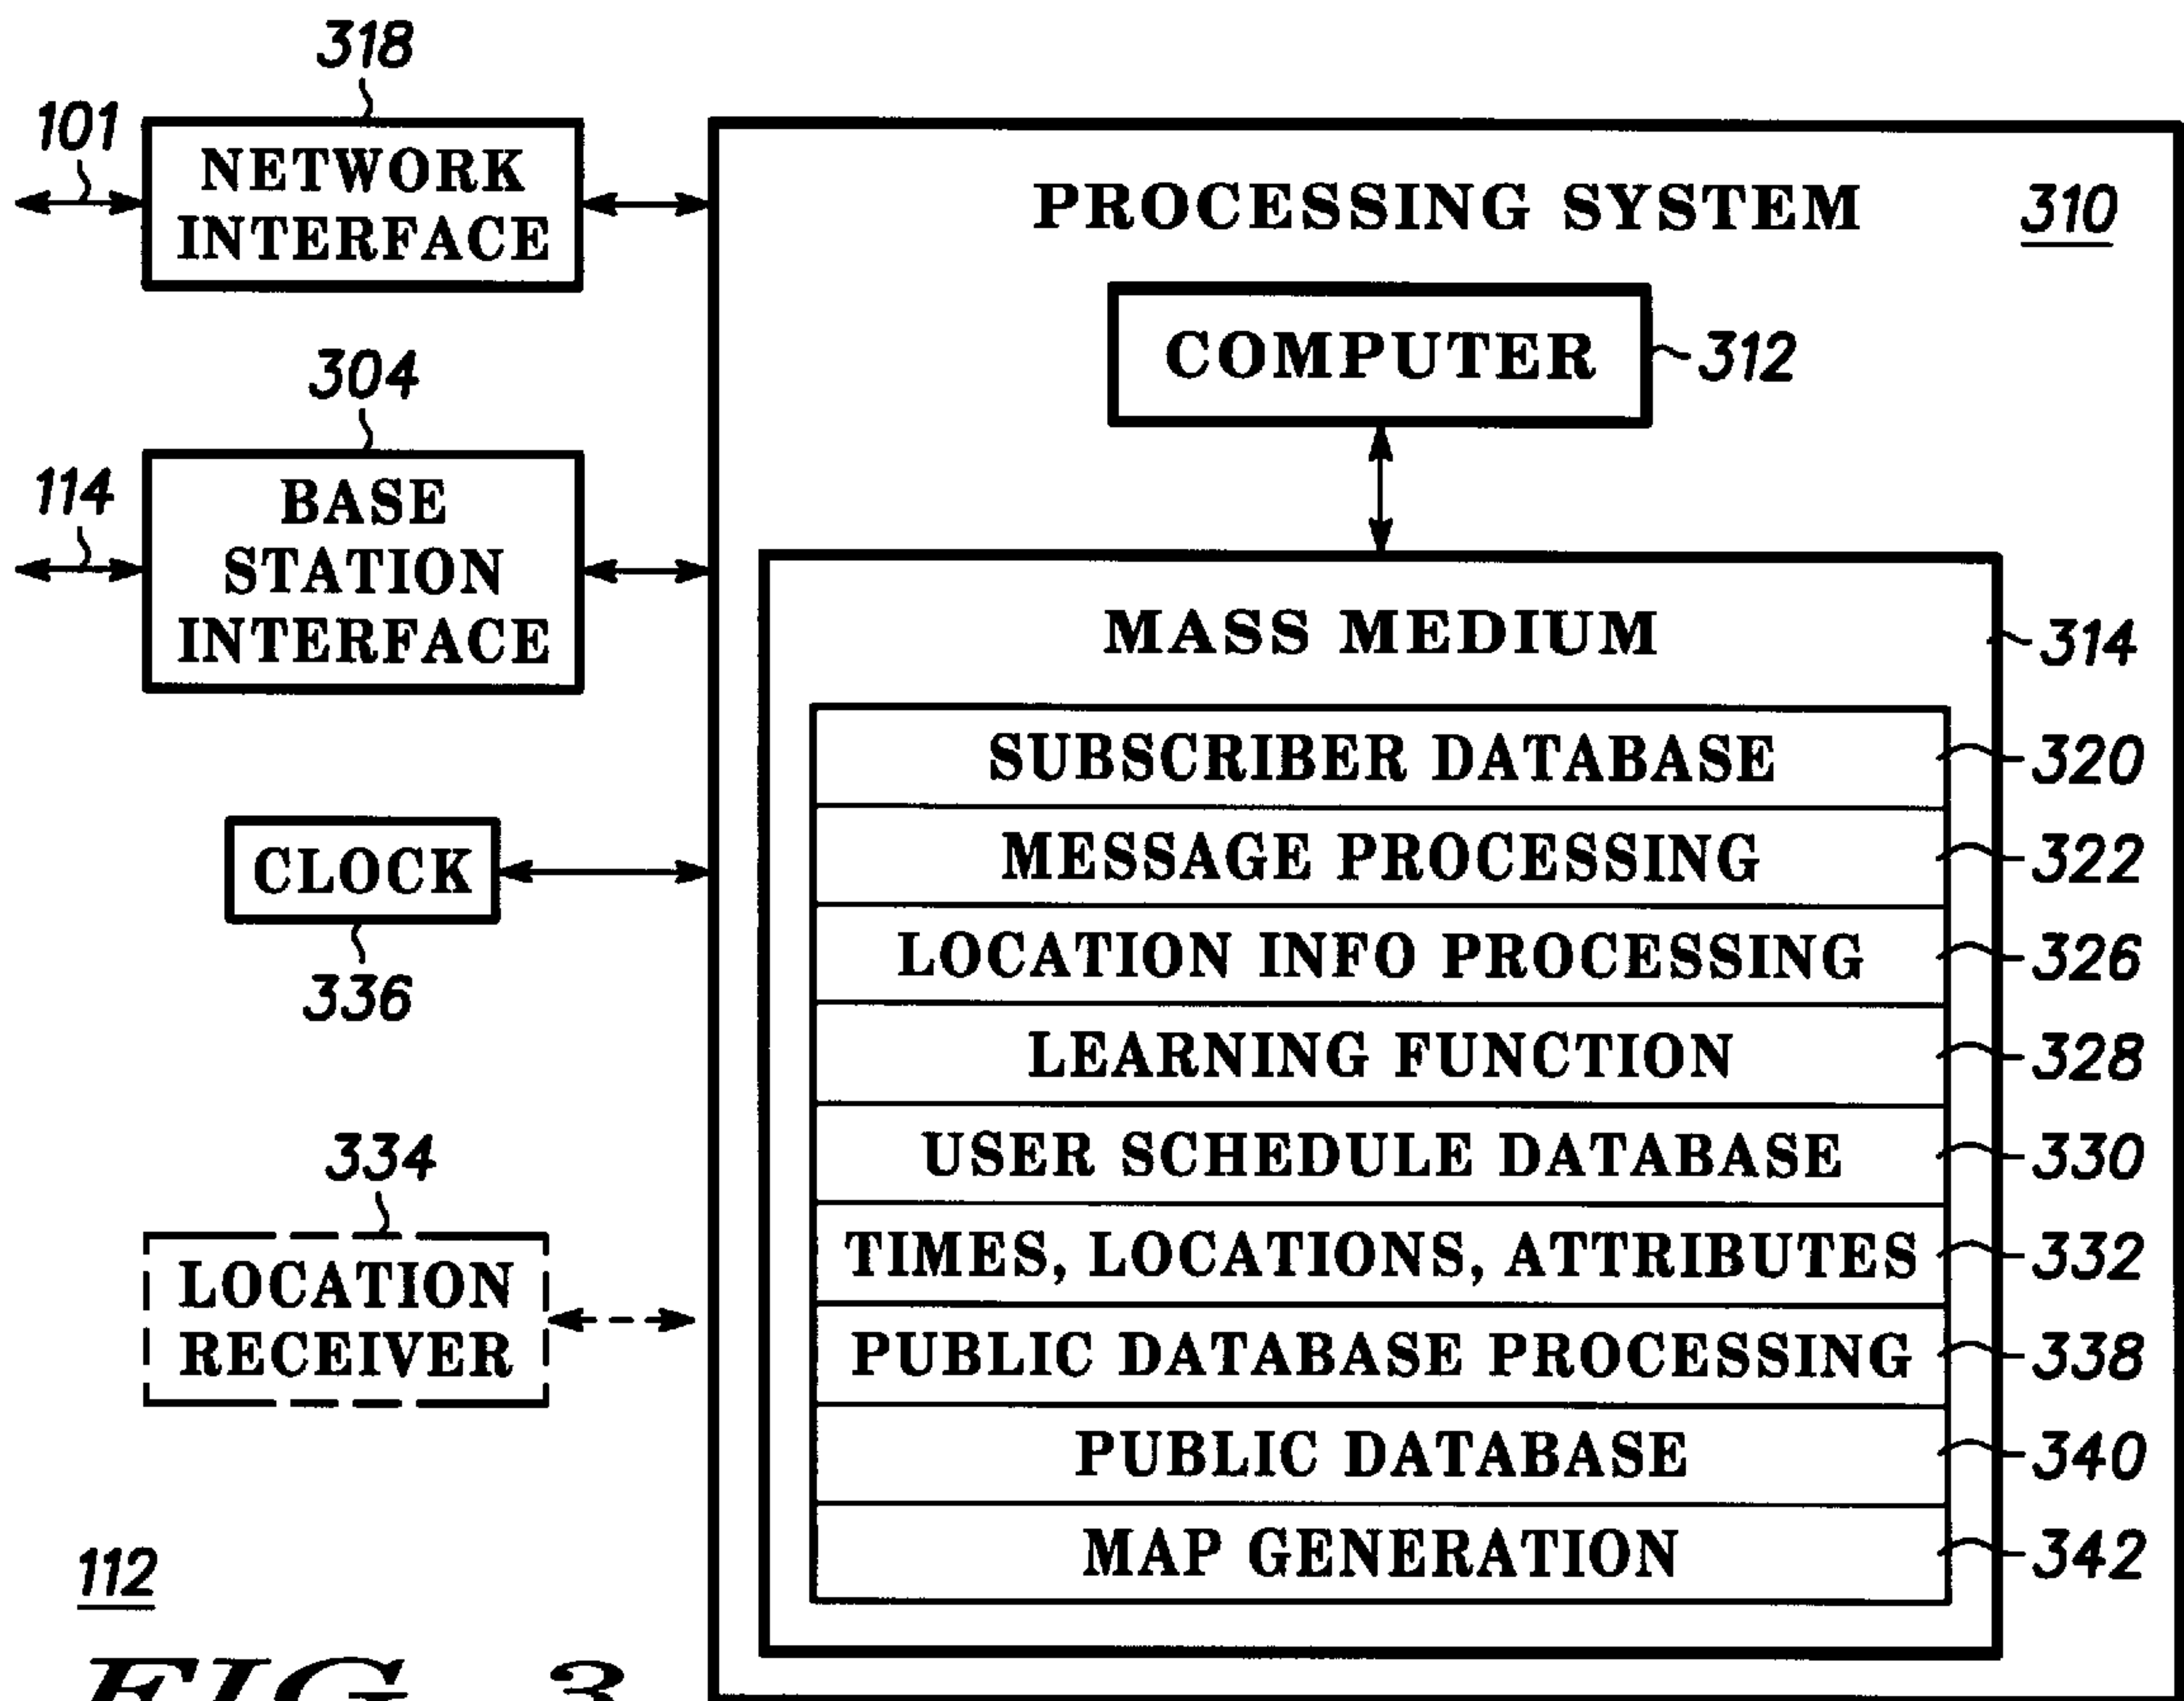 318
101
NETWORK
INTERFACE
PROCESSING SYSTEM
310
COMPUTER
312
304
114
BASE
STATION
INTERFACE
MASS MEDIUM
314
SUBSCRIBER DATABASE
320
MESSAGE PROCESSING
322
CLOCK
336
LOCATION INFO PROCESSING
326
LEARNING FUNCTION
328
USER SCHEDULE DATABASE
330
334
LOCATION
RECEIVER
TIMES, LOCATIONS, ATTRIBUTES
332
PUBLIC DATABASE PROCESSING
338
PUBLIC DATABASE
340
MAP GENERATION
342
112
FIG. 3